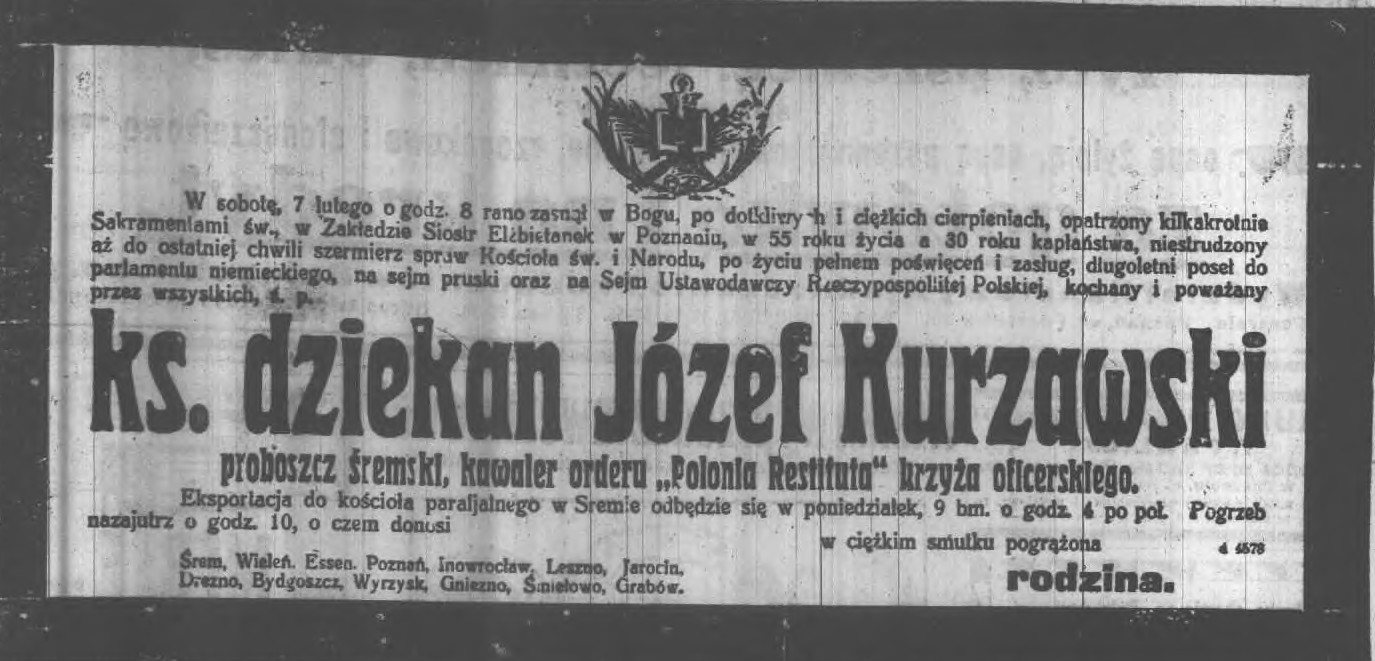 W sobotę, 7 lutego o godz. 8 rano zasnął w Bogu, po dotkliwych i ciężkich cierpieniach, opatrzony kilkakrotnie
Sakramentami św., w Zakładzie Siostr Elżbietanek w Poznaniu, w 55 roku życia a 30 roku kapłaństwa, niestrudzony
aż do ostatniej chwili szermierz spraw Kościoła św. i Narodu, po życiu pełnem poświęceń i zasług, długoletni poseł do
parlamentu niemieckiego, na sejm pruski oraz na Sejm Ustawodawczy Rzeczypospolitej Polskiej, kochany i poważany
przez wszystkich, ś. p.
ks. dziekan Józef Kurzawski
proboszcz śremski, kawaler orderu „Polonia Restituta“ krzyża oficerskiego.
Eksportacja do kościoła parafjalnego w Śremie odbędzie się w poniedziałek, 9 bm. o godz. 4 po poł. Pogrzeb
nazajutrz o godz. 10, o czem donosi
w ciężkim smutku pogrążona
d 4578
rodzina.
Śrem, Wieleń, Essen, Poznań, Inowrocław, Leszno, Jarocin,
Drezno, Bydgoszcz, Wyrzysk, Gniezno, Śmiełowo, Grabów.